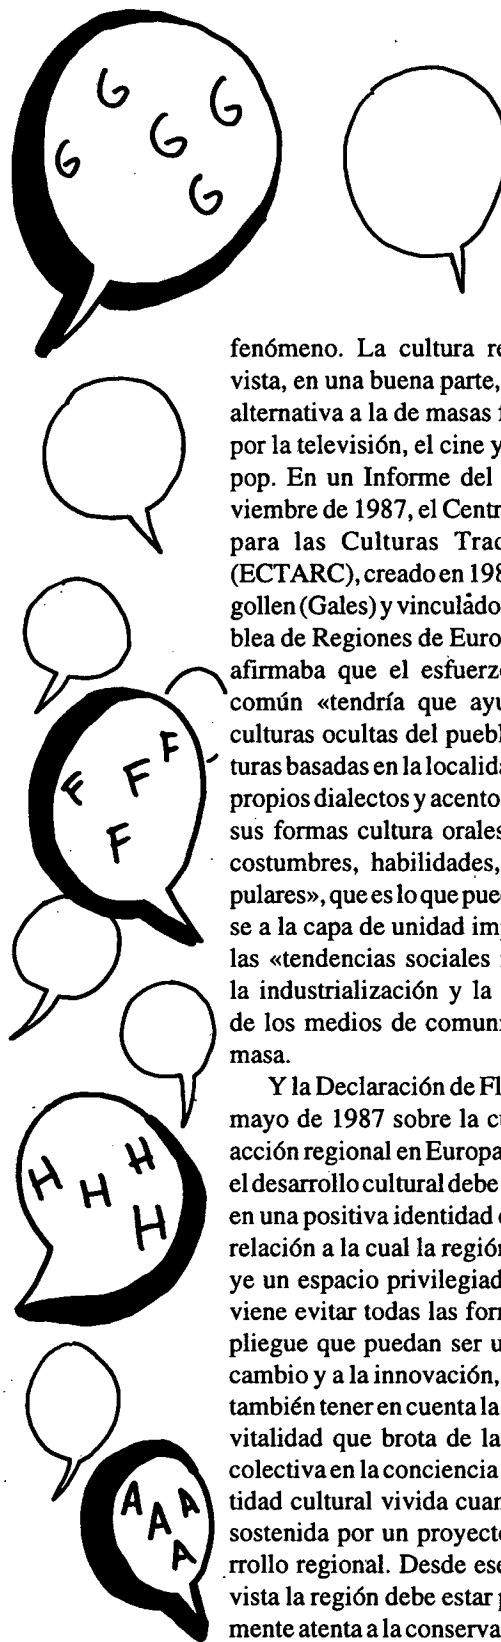 G G G
G G
fenómeno. La cultura re
vista, en una buena parte,
alternativa a la de masas
por la televisión, el cine y
pop. En un Informe del
viembre de 1987, el Centr
para las Culturas Trad
(ECTARC), creado en 198
gollen (Gales) y vinculado
blea de Regiones de Euro
afirmaba que el esfuerz
común «tendría que ayu
culturas ocultas del puebl
F F F
turas basadas en la localida
propios dialectos y acento
F
sus formas cultura orales
costumbres, habilidades,
pulares», que es lo que pue
se a la capa de unidad im
las «tendencias sociales
la industrialización y la
de los medios de comuni
masa.
Y la Declaración de Fl
mayo de 1987 sobre la cu
H H H
acción regional en Europa
H
el desarrollo cultural debe
en una positiva identidad
relación a la cual la región
ye un espacio privilegiad
viene evitar todas las for
pliegue que puedan ser u
cambio y a la innovación,
también tener en cuenta la
vitalidad que brota de la
colectiva en la conciencia
A A A
tidad cultural vivida cuan
sostenida por un proyect
A
rrollo regional. Desde ese
vista la región debe estar
mente atenta a la conserva